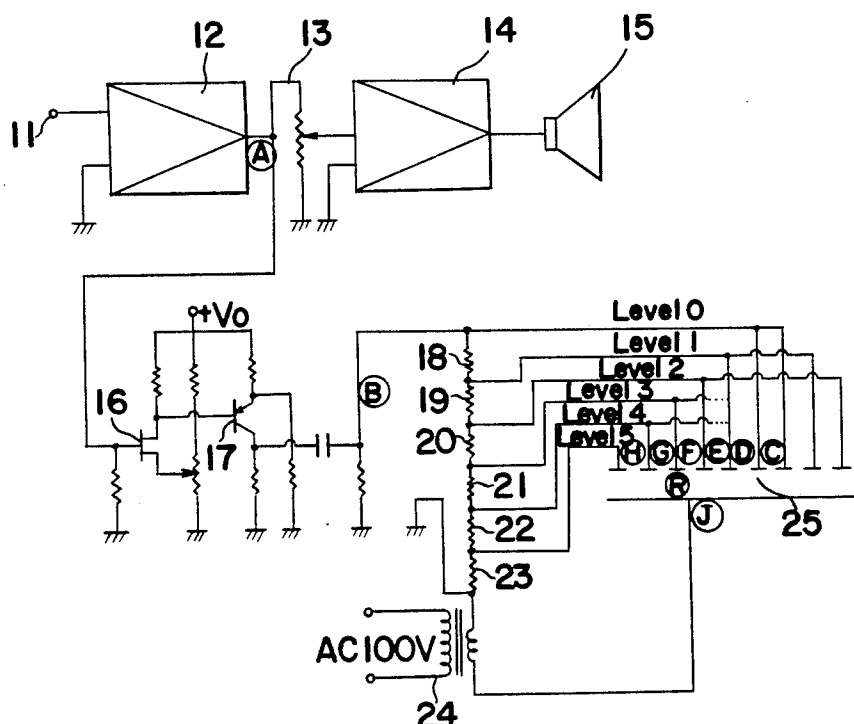 12
13
14
15
11
A
+Vo
Level 0
Level 1
Level 2
Level 3
Level 4
Level 5
18
B
19
16
17
20
H G F E D C
R
21
J
25
22
23
AC100V
24